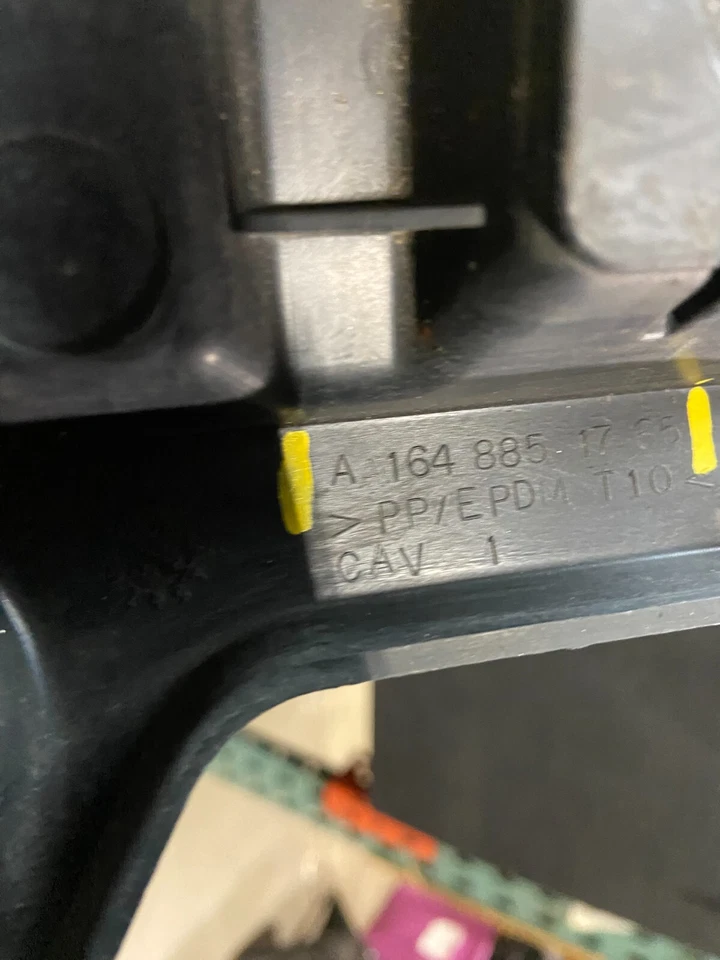 A 164 885 17 65
> PP/EPDM T10 <
CAV 1